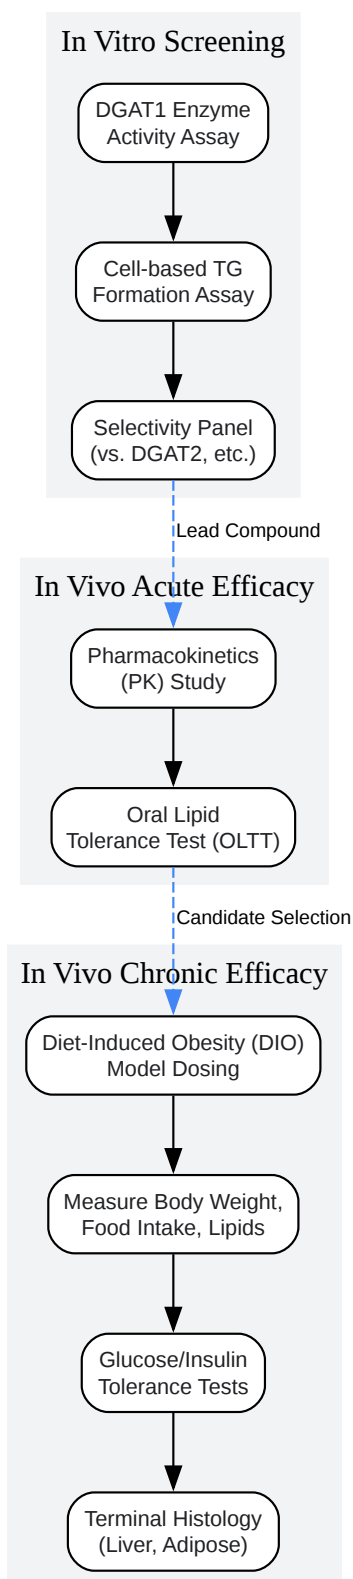 In Vitro Screening
DGAT1 Enzyme
Activity Assay
Cell-based TG
Formation Assay
Selectivity Panel
(vs. DGAT2, etc.)
Lead Compound
In Vivo Acute Efficacy
Pharmacokinetics
(PK) Study
Oral Lipid
Tolerance Test (OLTT)
Candidate Selection
In Vivo Chronic Efficacy
Diet-Induced Obesity (DIO)
Model Dosing
Measure Body Weight,
Food Intake, Lipids
Glucose/Insulin
Tolerance Tests
Terminal Histology
(Liver, Adipose)